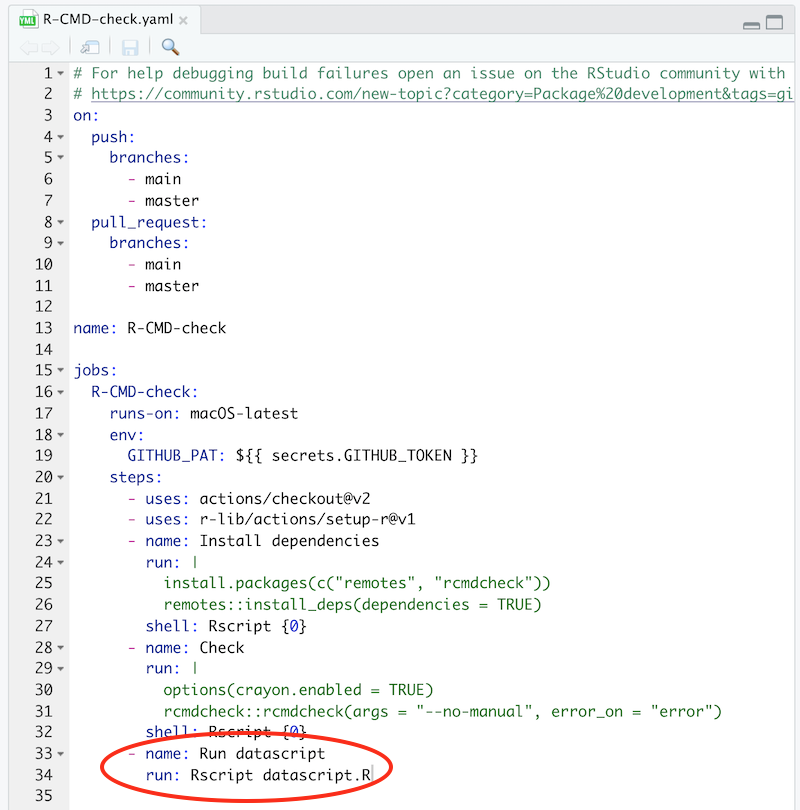 YML R-CMD-check.yaml
1 # For help debugging build failures open an issue on the RStudio community with
2 # https://community.rstudio.com/new-topic?category=Package%20development&tags=gi
3 on:
4   push:
5     branches:
6       - main
7       - master
8   pull_request:
9     branches:
10       - main
11       - master
12
13 name: R-CMD-check
14
15 jobs:
16   R-CMD-check:
17     runs-on: macOS-latest
18     env:
19       GITHUB_PAT: ${{ secrets.GITHUB_TOKEN }}
20     steps:
21       - uses: actions/checkout@v2
22       - uses: r-lib/actions/setup-r@v1
23       - name: Install dependencies
24         run: |
25           install.packages(c("remotes", "rcmdcheck"))
26           remotes::install_deps(dependencies = TRUE)
27         shell: Rscript {0}
28       - name: Check
29         run: |
30           options(crayon.enabled = TRUE)
31           rcmdcheck::rcmdcheck(args = "--no-manual", error_on = "error")
32         shell: Rscript {0}
33       - name: Run datascript
34         run: Rscript datascript.R
35